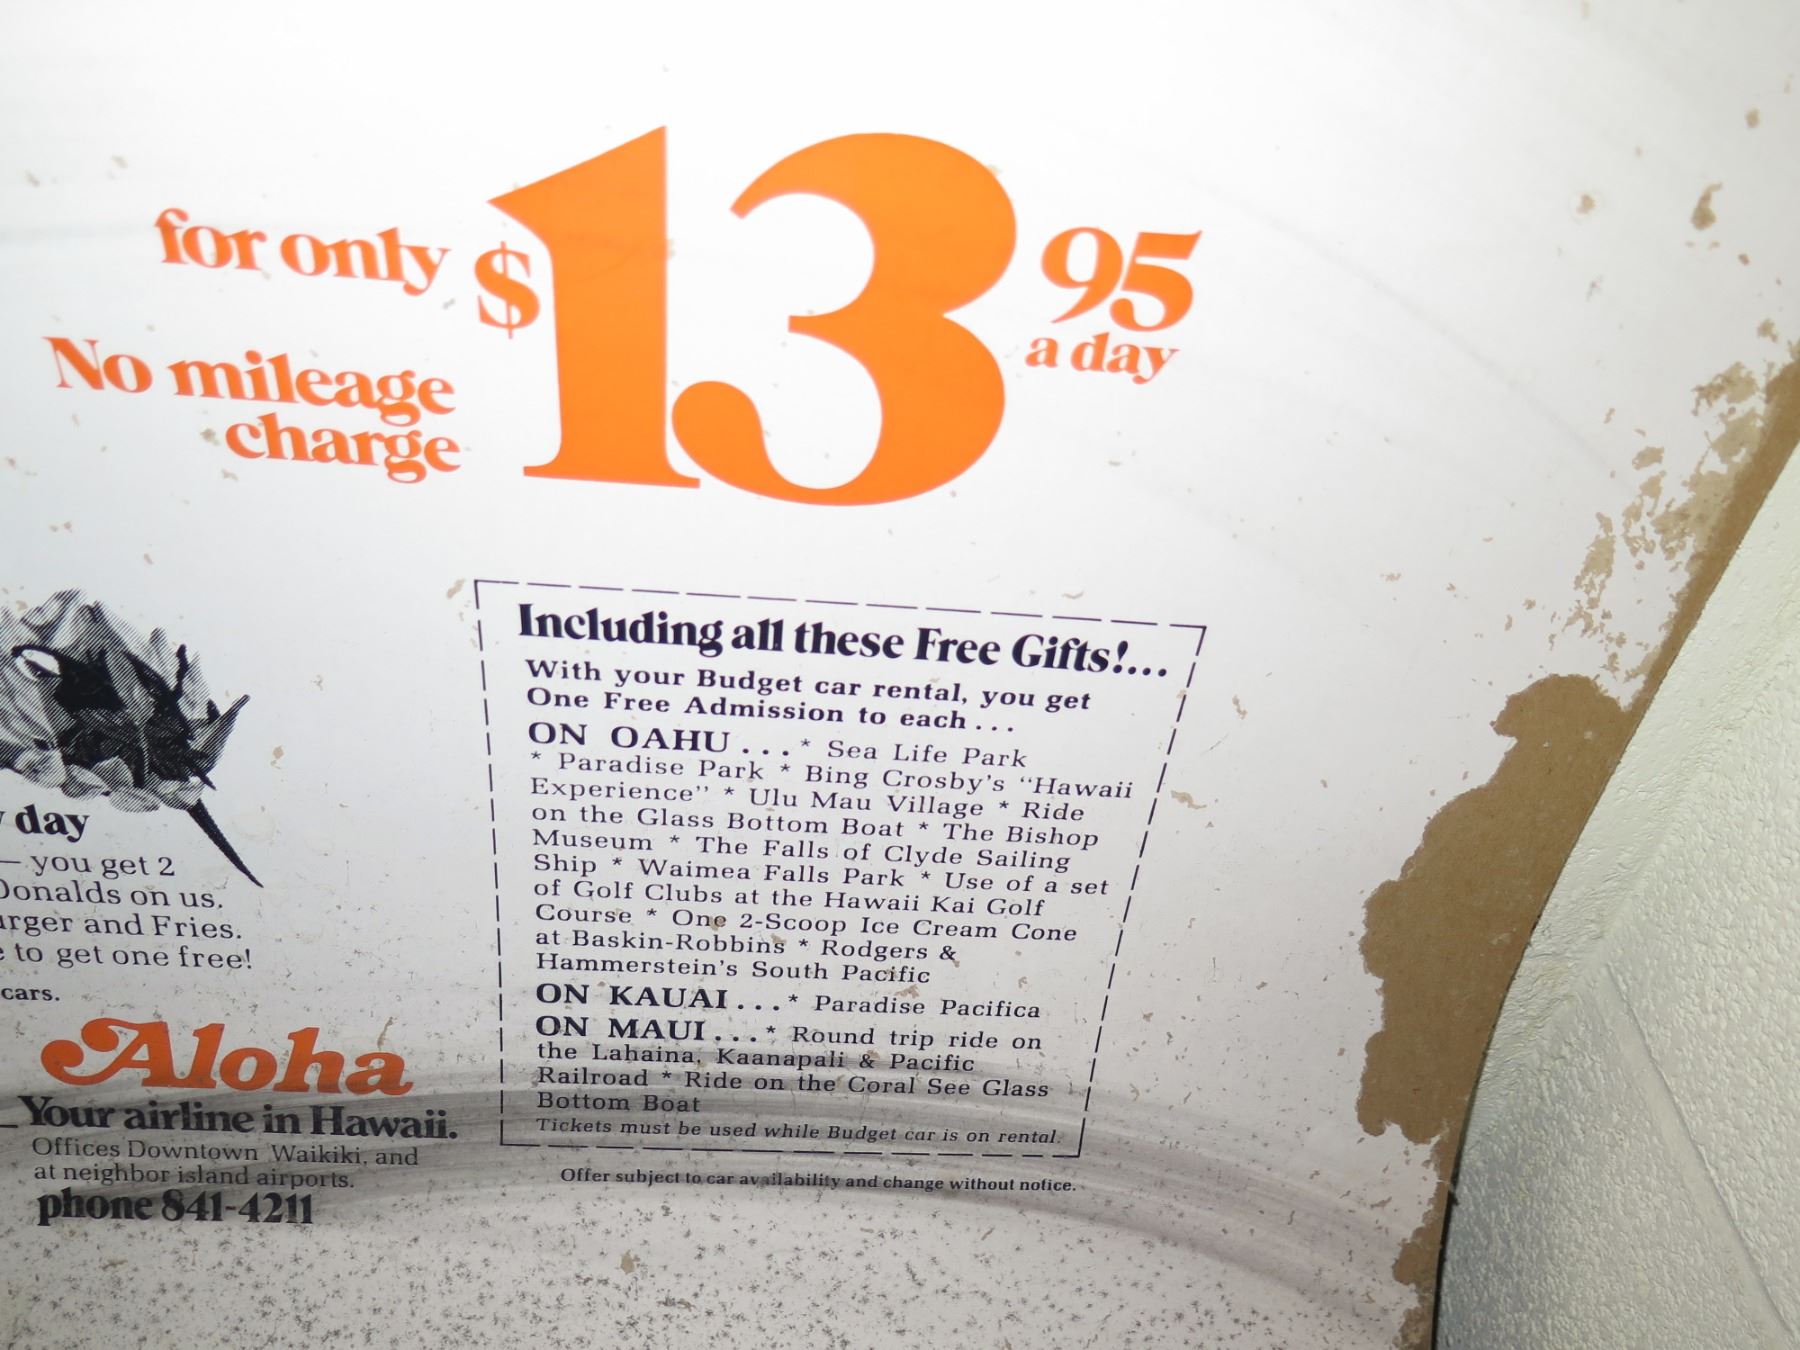 for only $13 95
a day
No mileage
charge
day
— you get 2
Donalds on us.
urger and Fries.
to get one free!
cars.
Aloha
Your airline in Hawaii.
Offices Downtown Waikiki, and
at neighbor island airports.
phone 841-4211
Including all these Free Gifts!...
With your Budget car rental, you get
One Free Admission to each...
ON OAHU...* Sea Life Park
* Paradise Park * Bing Crosby's "Hawaii
Experience" * Ulu Mau Village * Ride
on the Glass Bottom Boat * The Bishop
Museum * The Falls of Clyde Sailing
Ship * Waimea Falls Park * Use of a set
of Golf Clubs at the Hawaii Kai Golf
Course * One 2-Scoop Ice Cream Cone
at Baskin-Robbins * Rodgers &
Hammerstein's South Pacific
ON KAUAI...* Paradise Pacifica
ON MAUI...* Round trip ride on
the Lahaina, Kaanapali & Pacific
Railroad * Ride on the Coral See Glass
Bottom Boat
Tickets must be used while Budget car is on rental.
Offer subject to car availability and change without notice.